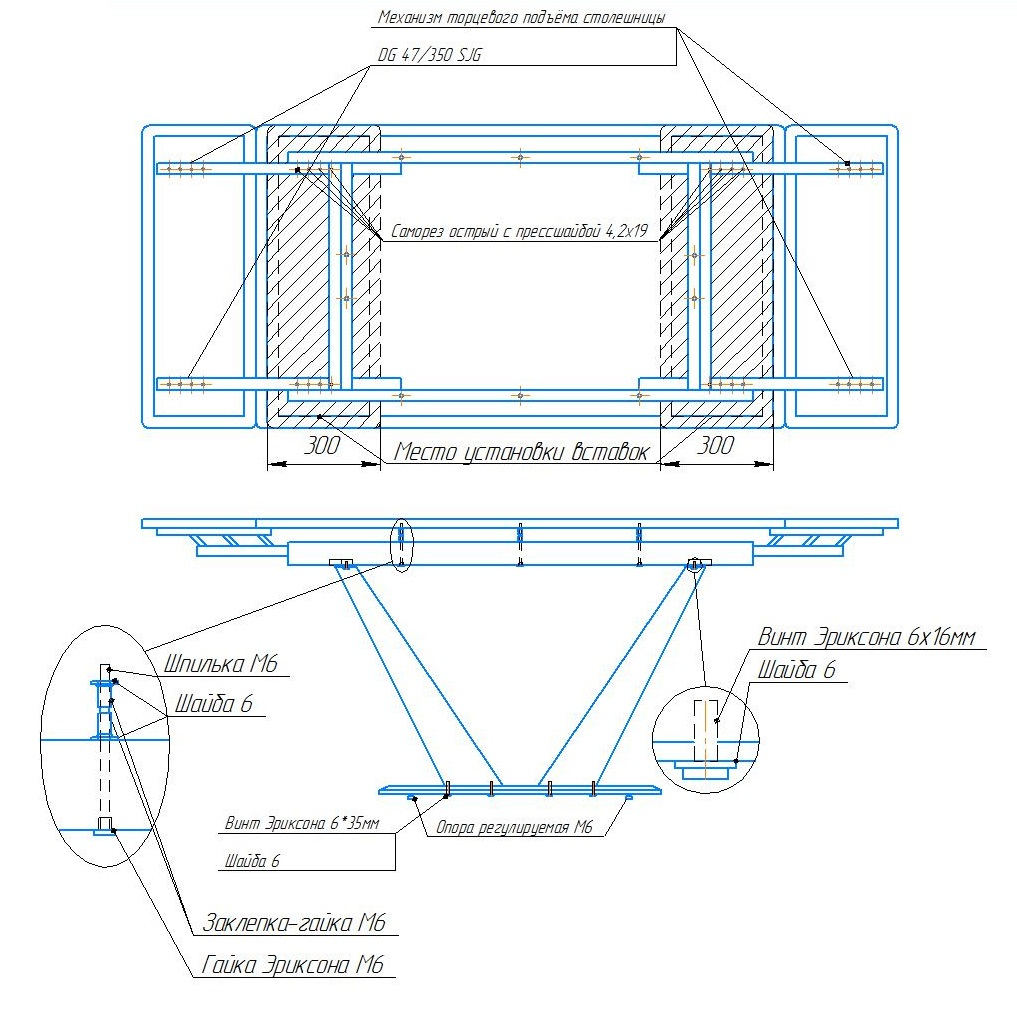 Механизм торцевого подъёма столешницы
DG 47/350 SJG
Саморез острый с прессшайбой 4,2x19
300
Место установки вставок
300
Винт Эриксона 6x16мм
Шайба 6
Шпилька М6
Шайба 6
Винт Эриксона 6*35мм
Опора регулируемая М6
Шайба 6
Заклепка-гайка М6
Гайка Эриксона М6